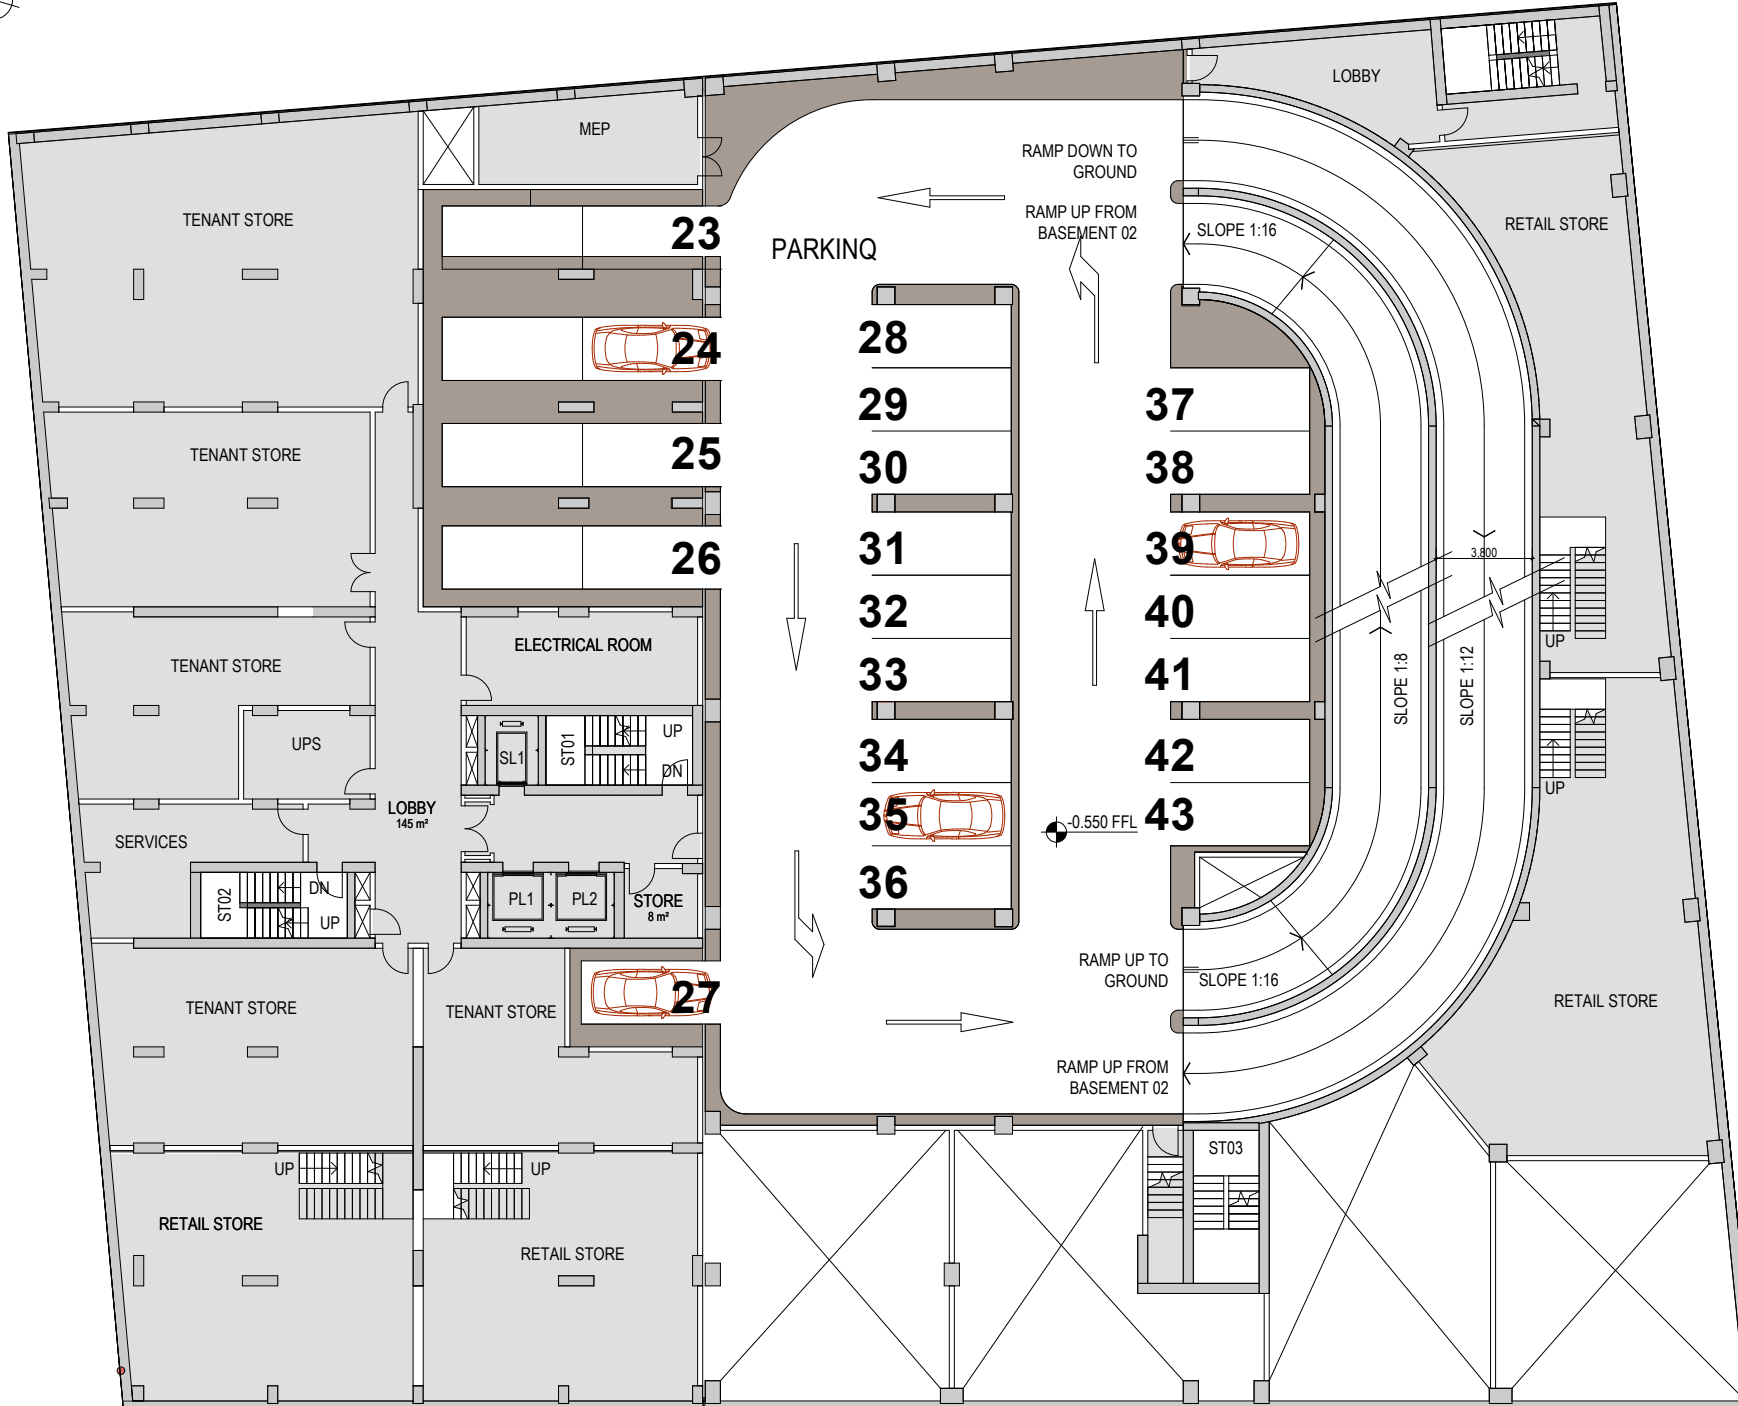 LOBBY
MEP
RAMP DOWN TO
GROUND
TENANT STORE
23
RAMP UP FROM
BASEMENT 02
SLOPE 1:16
RETAIL STORE
PARKINQ
24
28
29
37
TENANT STORE
25
30
38
26
31
39
3,800
32
40
UP
ELECTRICAL ROOM
TENANT STORE
33
41
SLOPE 1:8
SLOPE 1:12
UPS
SL1
ST01
UP
DN
34
42
UP
LOBBY
145 m²
SERVICES
35
-0.550 FFL
43
ST02
DN
UP
PL1
PL2
STORE
8 m²
36
RAMP UP TO
GROUND
SLOPE 1:16
TENANT STORE
TENANT STORE
27
RETAIL STORE
RAMP UP FROM
BASEMENT 02
ST03
UP
UP
RETAIL STORE
RETAIL STORE